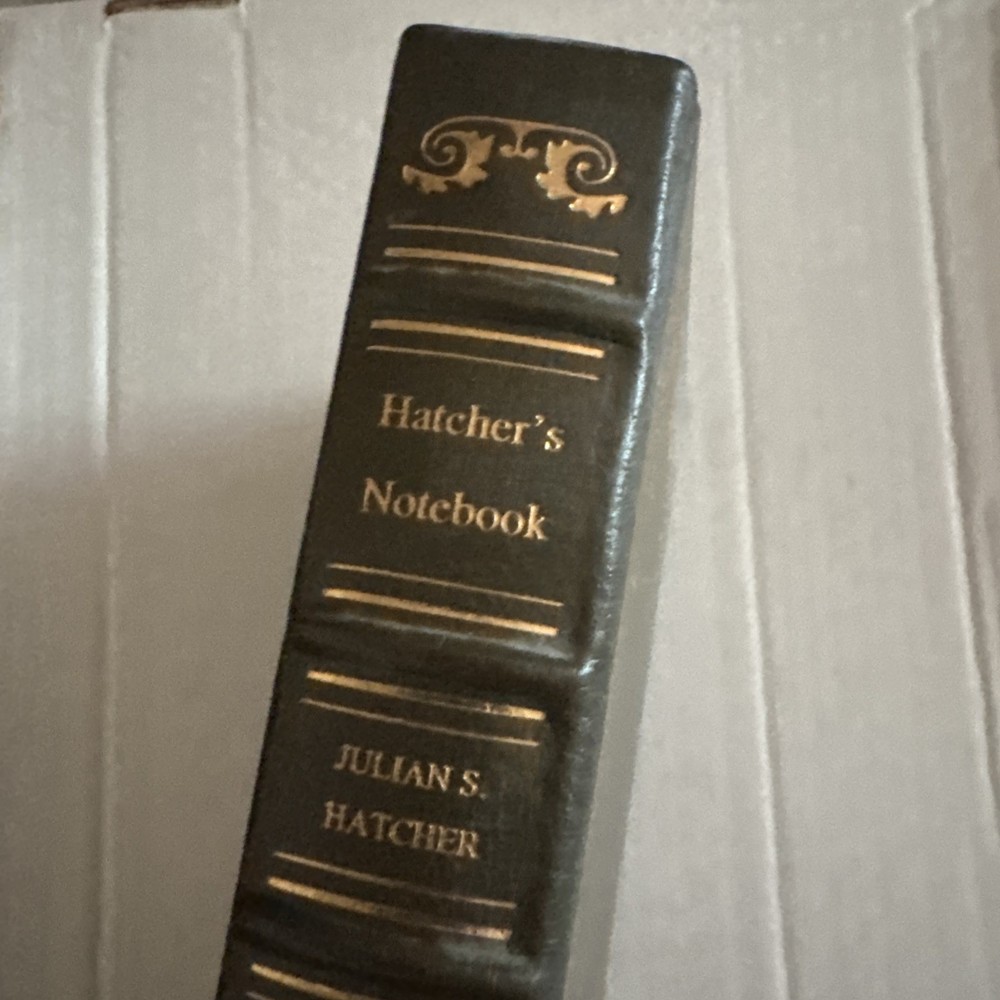 Hatcher's
Notebook
JULIAN S.
HATCHER